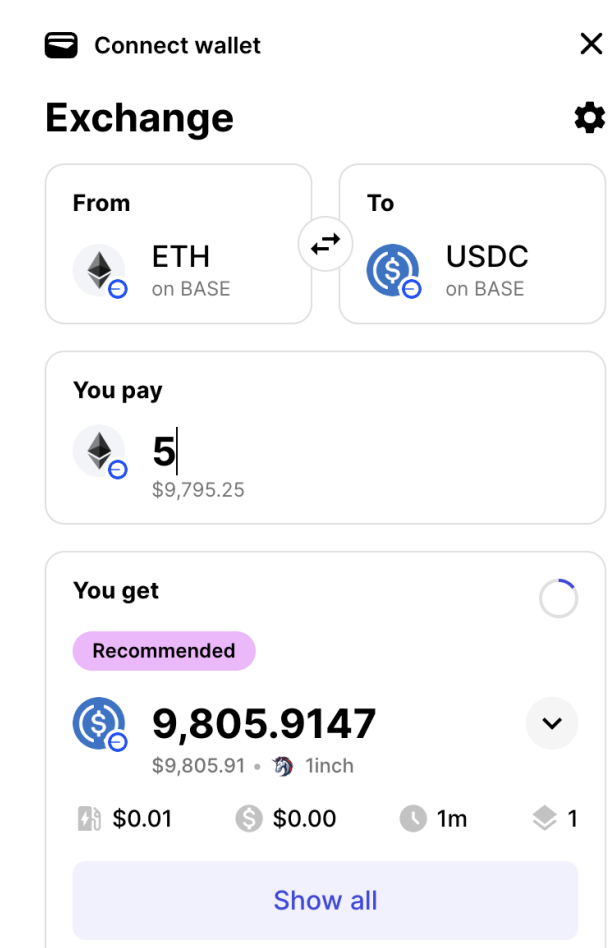 Connect wallet
Exchange
From
ETH
on BASE
To
USDC
on BASE
You pay
5
$9,795.25
You get
Recommended
9,805.9147
$9,805.91 • 1inch
$0.01 $0.00 1m 1
Show all